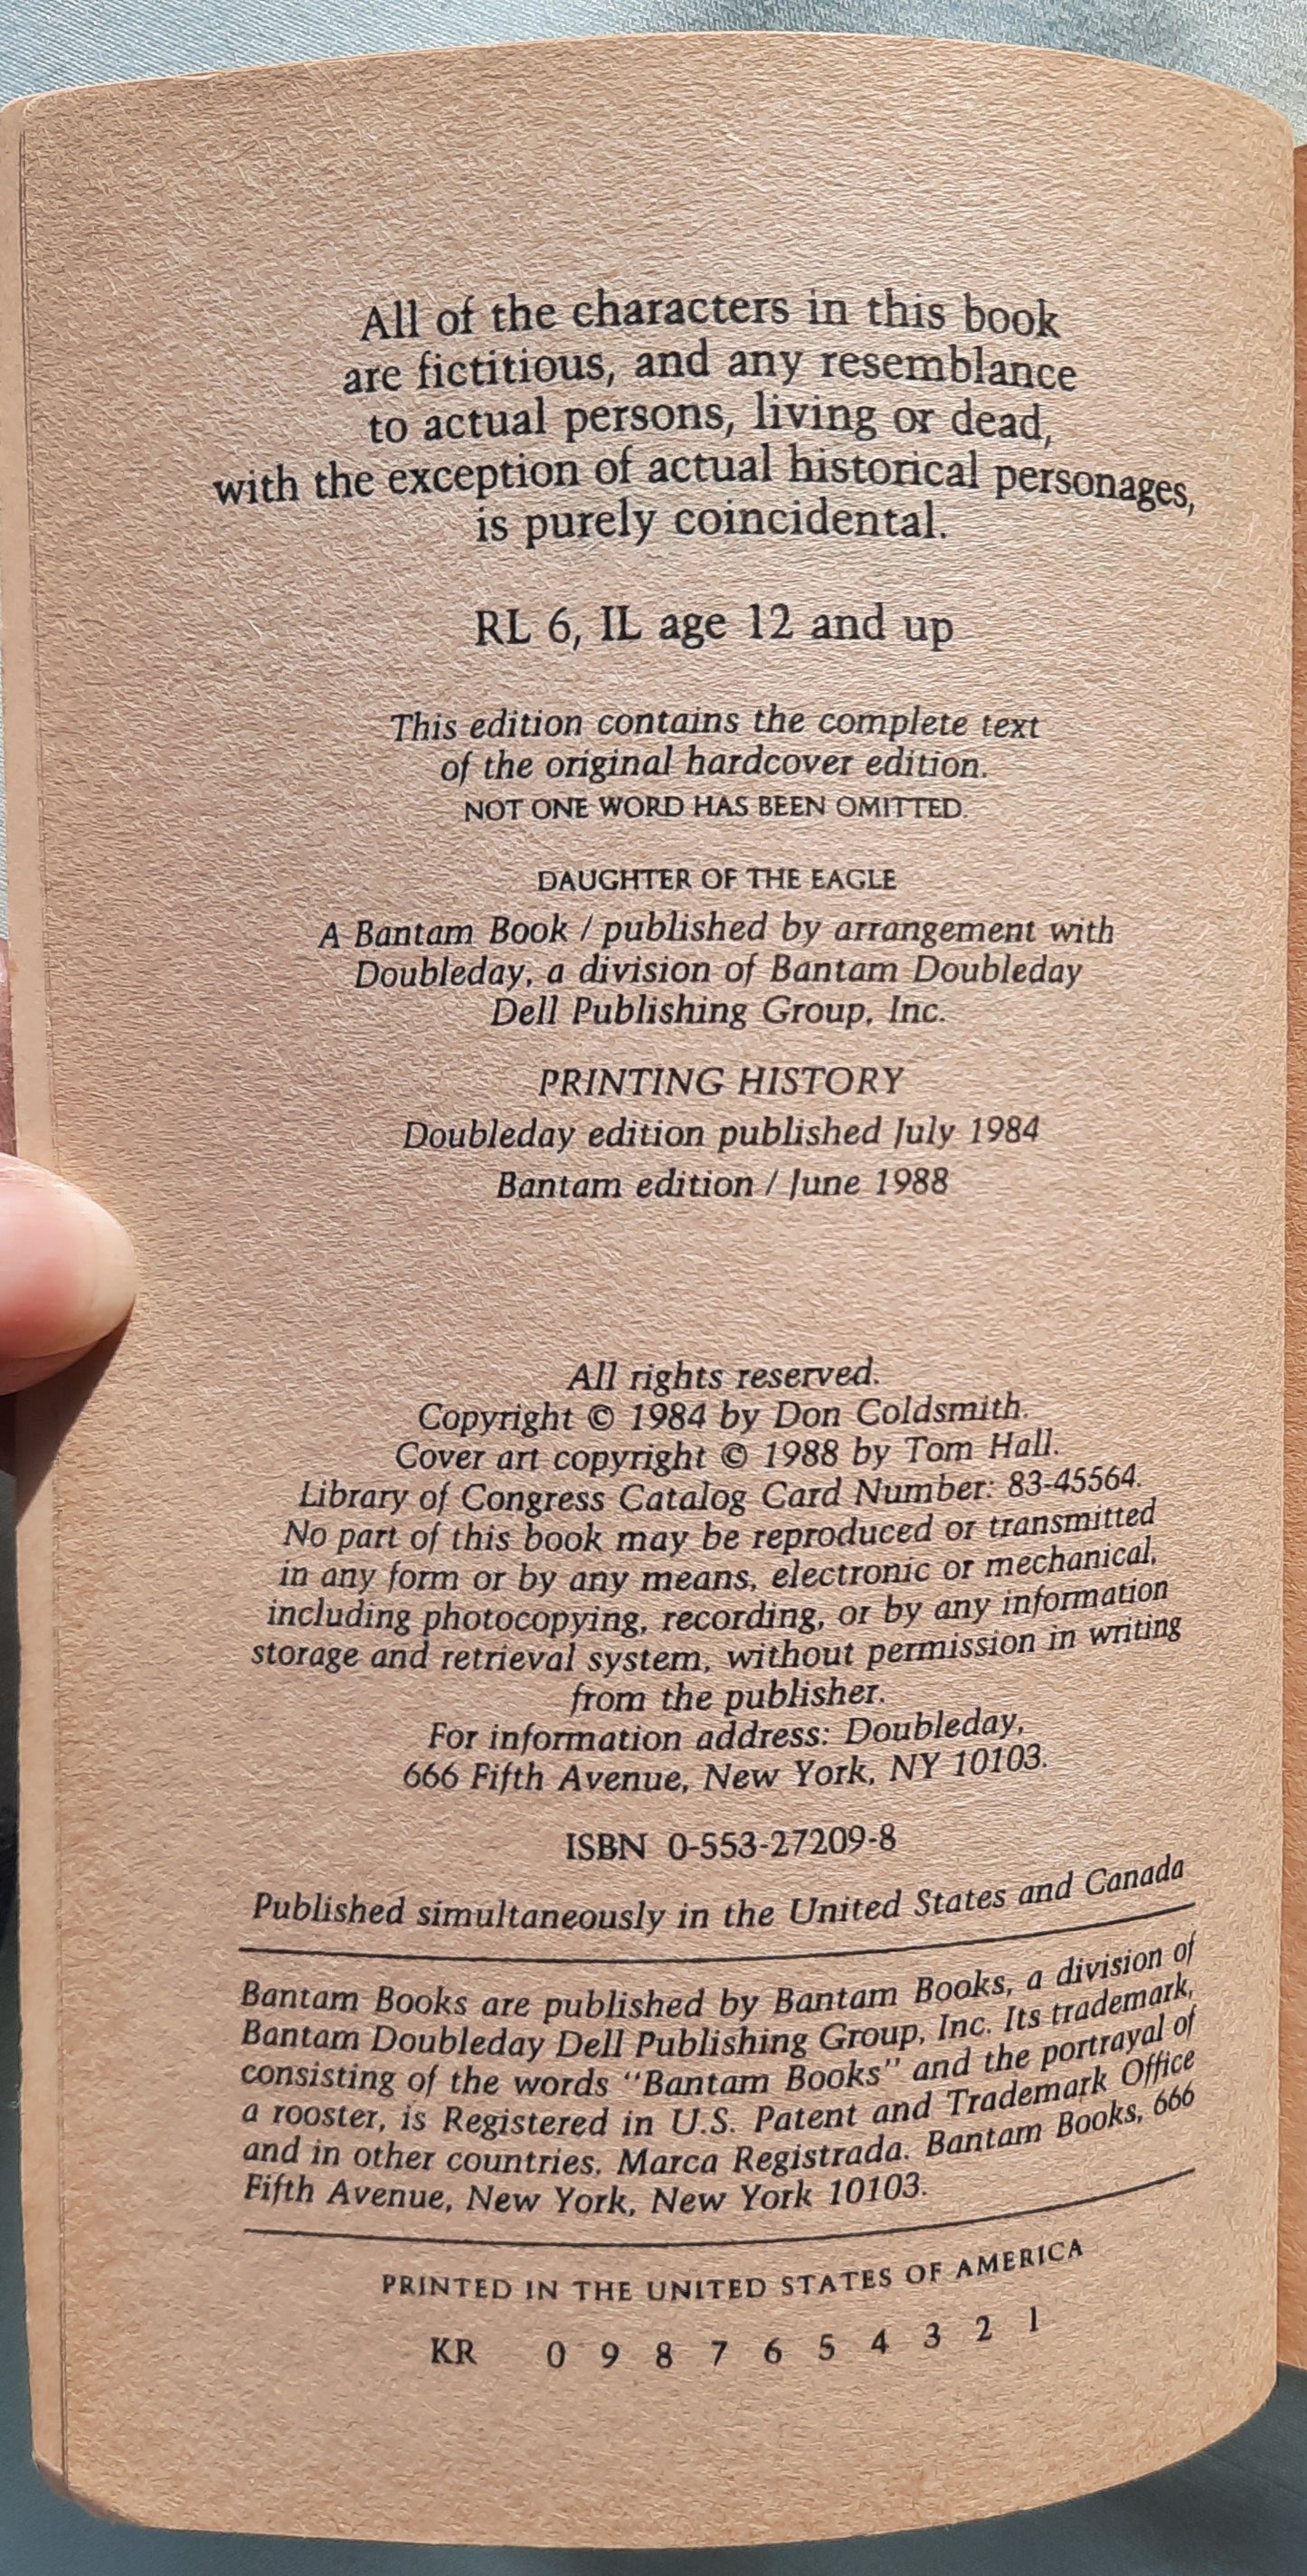 All of the characters in this book
are fictitious, and any resemblance
to actual persons, living or dead,
with the exception of actual historical personages,
is purely coincidental.
RL 6, IL age 12 and up
This edition contains the complete text
of the original hardcover edition.
NOT ONE WORD HAS BEEN OMITTED.
DAUGHTER OF THE EAGLE
A Bantam Book / published by arrangement with
Doubleday, a division of Bantam Doubleday
Dell Publishing Group, Inc.
PRINTING HISTORY
Doubleday edition published July 1984
Bantam edition / June 1988
All rights reserved.
Copyright © 1984 by Don Coldsmith.
Cover art copyright © 1988 by Tom Hall.
Library of Congress Catalog Card Number: 83-45564.
No part of this book may be reproduced or transmitted
in any form or by any means, electronic or mechanical,
including photocopying, recording, or by any information
storage and retrieval system, without permission in writing
from the publisher.
For information address: Doubleday,
666 Fifth Avenue, New York, NY 10103.
ISBN 0-553-27209-8
Published simultaneously in the United States and Canada
Bantam Books are published by Bantam Books, a division of
Bantam Doubleday Dell Publishing Group, Inc. Its trademark,
consisting of the words "Bantam Books" and the portrayal of
a rooster, is Registered in U.S. Patent and Trademark Office
and in other countries. Marca Registrada. Bantam Books, 666
Fifth Avenue, New York, New York 10103.
PRINTED IN THE UNITED STATES OF AMERICA
KR 0 9 8 7 6 5 4 3 2 1